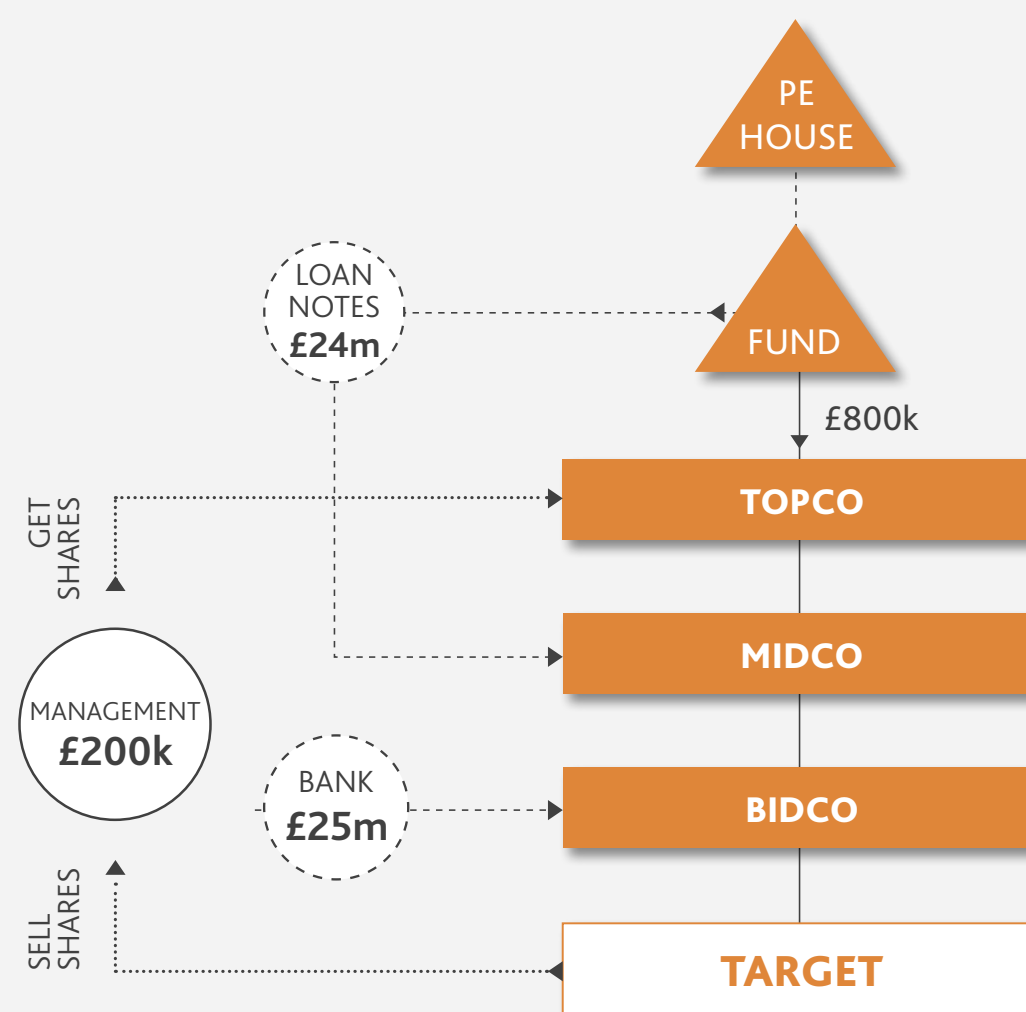 PE
HOUSE
LOAN
NOTES
£24m
FUND
£800k
GET
SHARES
TOPCO
MIDCO
MANAGEMENT
£200k
BANK
£25m
BIDCO
SELL
SHARES
TARGET